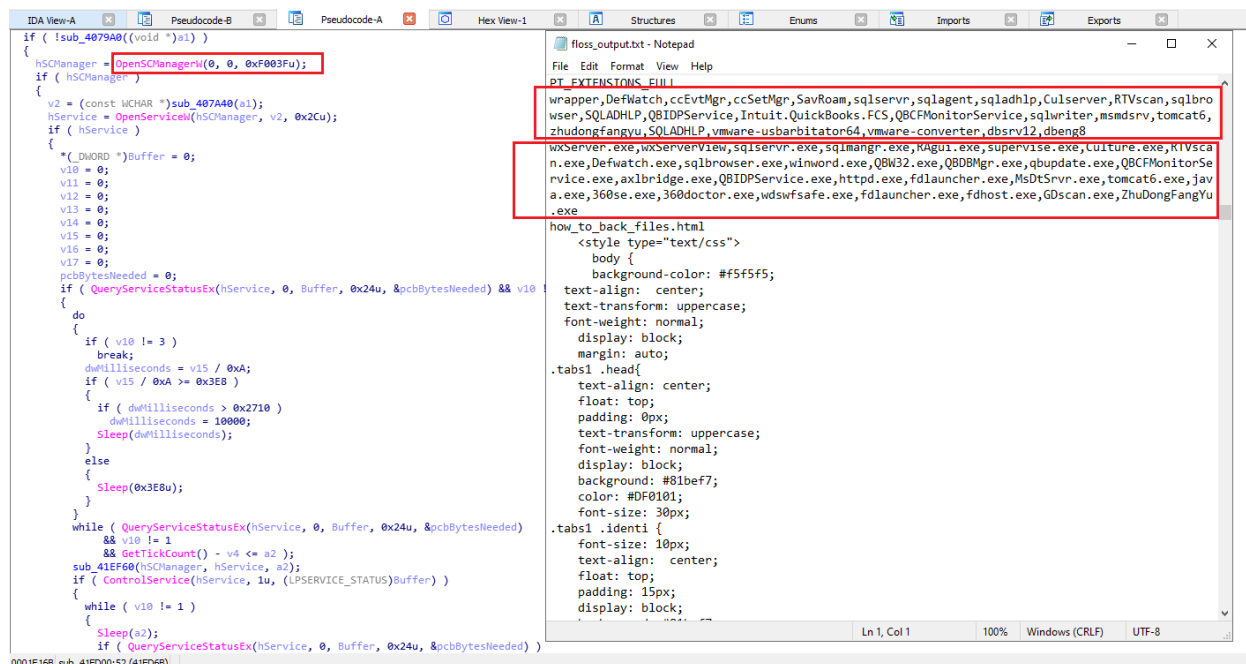 IDA View-A Pseudocode-B Pseudocode-A Hex View-1 Structures Enums Imports Exports
if ( !sub_4079A0((void *)a1) )
{
hSCManager = OpenSCManagerW(0, 0, 0xF003Fu);
if ( hSCManager )
{
v2 = (const WCHAR *)sub_407A40(a1);
hService = OpenServiceW(hSCManager, v2, 0x2Cu);
if ( hService )
{
*(_DWORD *)Buffer = 0;
v10 = 0;
v11 = 0;
v12 = 0;
v13 = 0;
v14 = 0;
v15 = 0;
v16 = 0;
v17 = 0;
pcbBytesNeeded = 0;
if ( QueryServiceStatusEx(hService, 0, Buffer, 0x24u, &pcbBytesNeeded) && v10 !
{
do
{
if ( v10 != 3 )
break;
dwMilliseconds = v15 / 0xA;
if ( v15 / 0xA >= 0x3E8 )
{
if ( dwMilliseconds > 0x2710 )
dwMilliseconds = 10000;
Sleep(dwMilliseconds);
}
else
{
Sleep(0x3E8u);
}
}
while ( QueryServiceStatusEx(hService, 0, Buffer, 0x24u, &pcbBytesNeeded)
&& v10 != 1
&& GetTickCount() - v4 <= a2 );
sub_41EF60(hSCManager, hService, a2);
if ( ControlService(hService, 1u, (LPSERVICE_STATUS)Buffer) )
{
while ( v10 != 1 )
{
Sleep(a2);
if ( QueryServiceStatusEx(hService, 0, Buffer, 0x24u, &pcbBytesNeeded) )
0001E16B sub_41ED00:52 (41ED6B)
floss_output.txt - Notepad
File Edit Format View Help
PT_EXTENSTONS_FULL
wrapper,DefWatch,ccEvtMgr,ccSetMgr,SavRoam,sqlservr,sqlagent,sqladhlp,Culserver,RTVscan,sqlbro
wser,SQLADHLP,QBIDPService,Intuit.QuickBooks.FCS,QBCFMonitorService,sqlwriter,msmdsrv,tomcat6,
zhudongfangyu,SQLADHLP,vmware-usbarbitator64,vmware-converter,dbsrv12,dbeng8
wxServer.exe,wxServerView,sqlservr.exe,sqlmangr.exe,RAgui.exe,supervise.exe,Culture.exe,RTVsca
n.exe,Defwatch.exe,sqlbrowser.exe,winword.exe,QBW32.exe,QBDBMgr.exe,qbupdate.exe,QBCFMonitorSe
rvice.exe,axlbridge.exe,QBIDPService.exe,httpd.exe,fdlauncher.exe,MsDtSrvr.exe,tomcat6.exe,jav
a.exe,360se.exe,360doctor.exe,wdswfsafe.exe,fdlauncher.exe,fdhost.exe,GDscan.exe,ZhuDongFangYu
.exe
how_to_back_files.html
<style type="text/css">
body {
background-color: #f5f5f5;
text-align: center;
text-transform: uppercase;
font-weight: normal;
display: block;
margin: auto;
.tabs1 .head{
text-align: center;
float: top;
padding: 0px;
text-transform: uppercase;
font-weight: normal;
display: block;
background: #81bef7;
color: #DF0101;
font-size: 30px;
.tabs1 .identi {
font-size: 10px;
text-align: center;
float: top;
padding: 15px;
display: block;
Ln 1, Col 1 100% Windows (CRLF) UTF-8